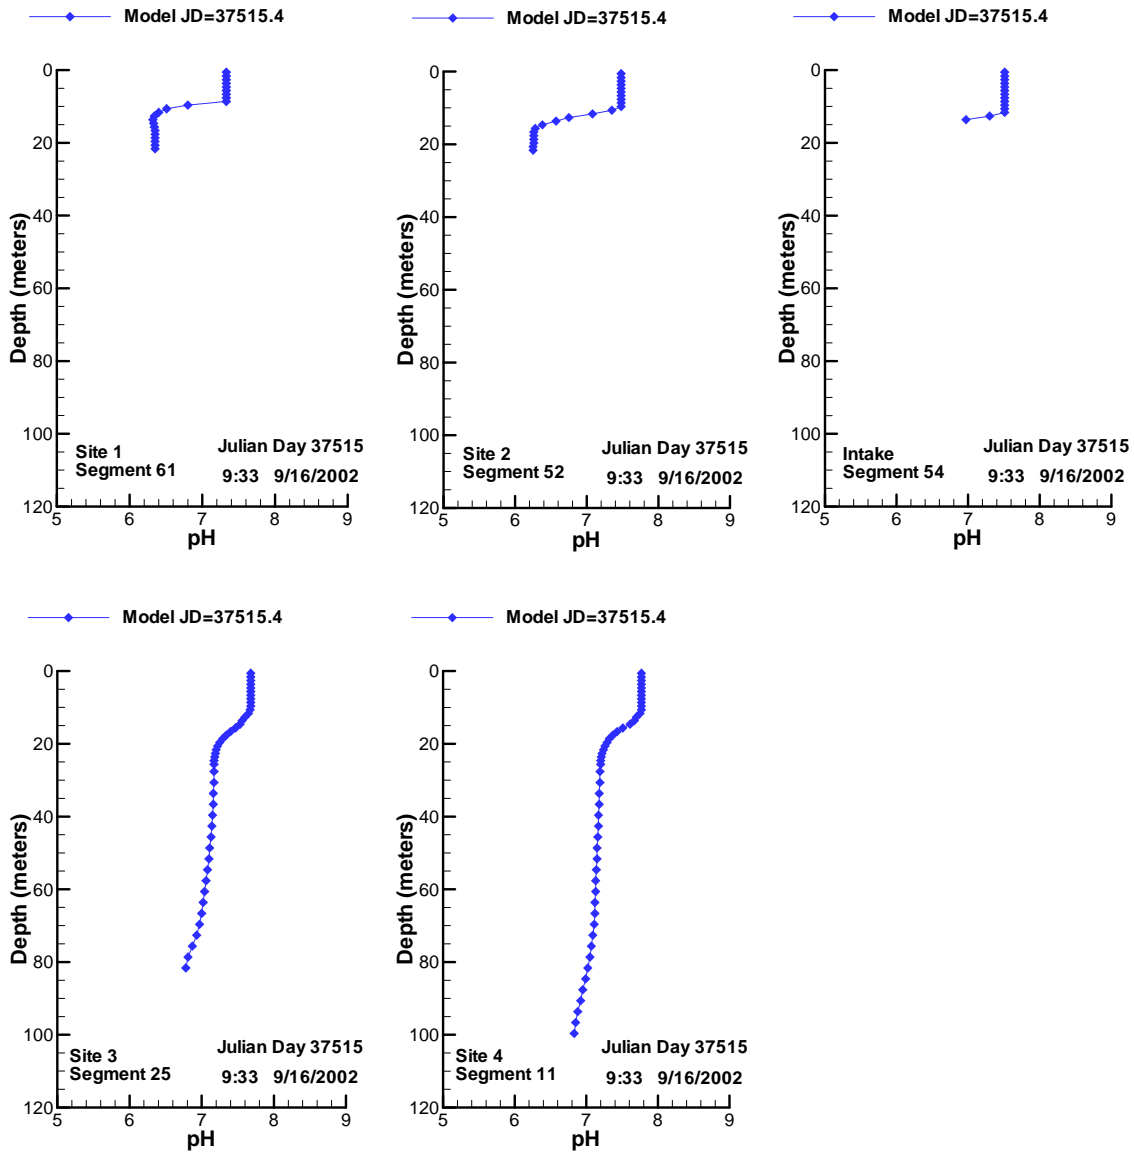 Model JD=37515.4
0
20
40
60
80
100
120
Depth (meters)
Site 1
Segment 61
Julian Day 37515
9:33 9/16/2002
5 6 7 8 9
pH
Model JD=37515.4
0
20
40
60
80
100
120
Depth (meters)
Site 2
Segment 52
Julian Day 37515
9:33 9/16/2002
5 6 7 8 9
pH
Model JD=37515.4
0
20
40
60
80
100
120
Depth (meters)
Intake
Segment 54
Julian Day 37515
9:33 9/16/2002
5 6 7 8 9
pH
Model JD=37515.4
0
20
40
60
80
100
120
Depth (meters)
Site 3
Segment 25
Julian Day 37515
9:33 9/16/2002
5 6 7 8 9
pH
Model JD=37515.4
0
20
40
60
80
100
120
Depth (meters)
Site 4
Segment 11
Julian Day 37515
9:33 9/16/2002
5 6 7 8 9
pH